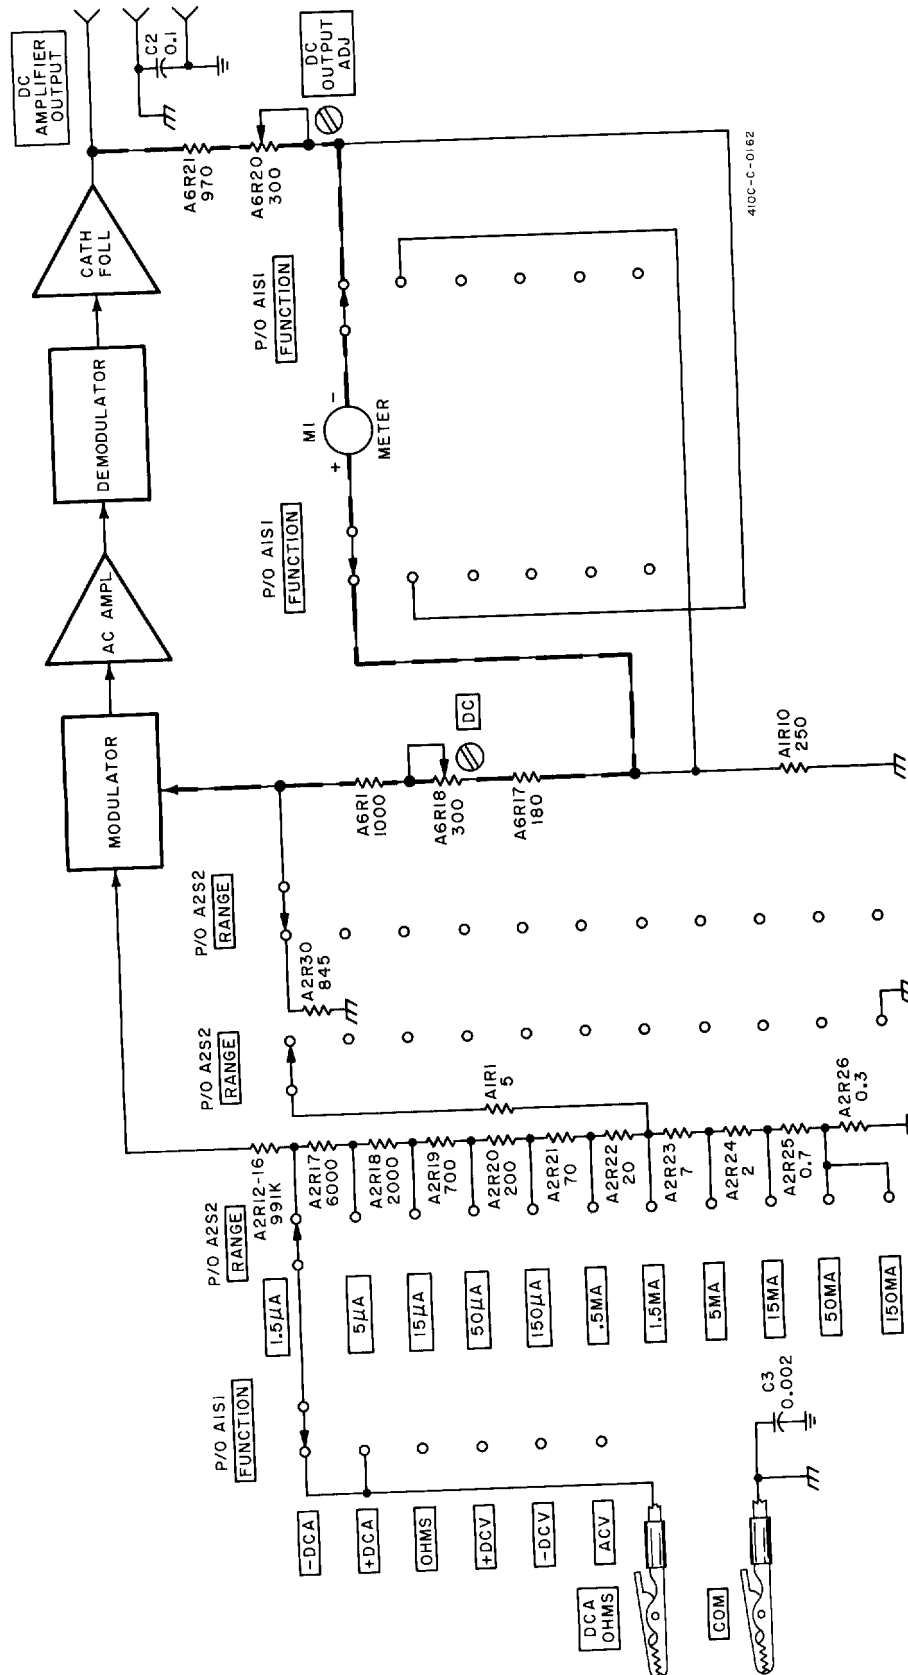 DC
AMPLIFIER
OUTPUT
C2
0.1
CATH
FOLL
DEMODULATOR
AC AMPL
MODULATOR
A6R21
970
A6R20
300
DC
OUTPUT
ADJ
P/O A1S1
FUNCTION
M1
+
-
METER
P/O A1S1
FUNCTION
410C-C-0162
DC
A6R1
1000
A6R18
300
A6R17
180
A1R10
250
P/O A2S2
RANGE
A2R30
845
P/O A2S2
RANGE
A1R1
5
P/O A2S2
RANGE
A2R12-16
991K
A2R17
6000
A2R18
2000
A2R19
700
A2R20
200
A2R21
70
A2R22
20
A2R23
7
A2R24
2
A2R25
0.7
A2R26
0.3
1.5μA
5μA
15μA
50μA
150μA
.5MA
1.5MA
5MA
15MA
50MA
150MA
P/O A1S1
FUNCTION
-DCA
+DCA
OHMS
+DCV
-DCV
ACV
DCA
OHMS
COM
C3
0.002